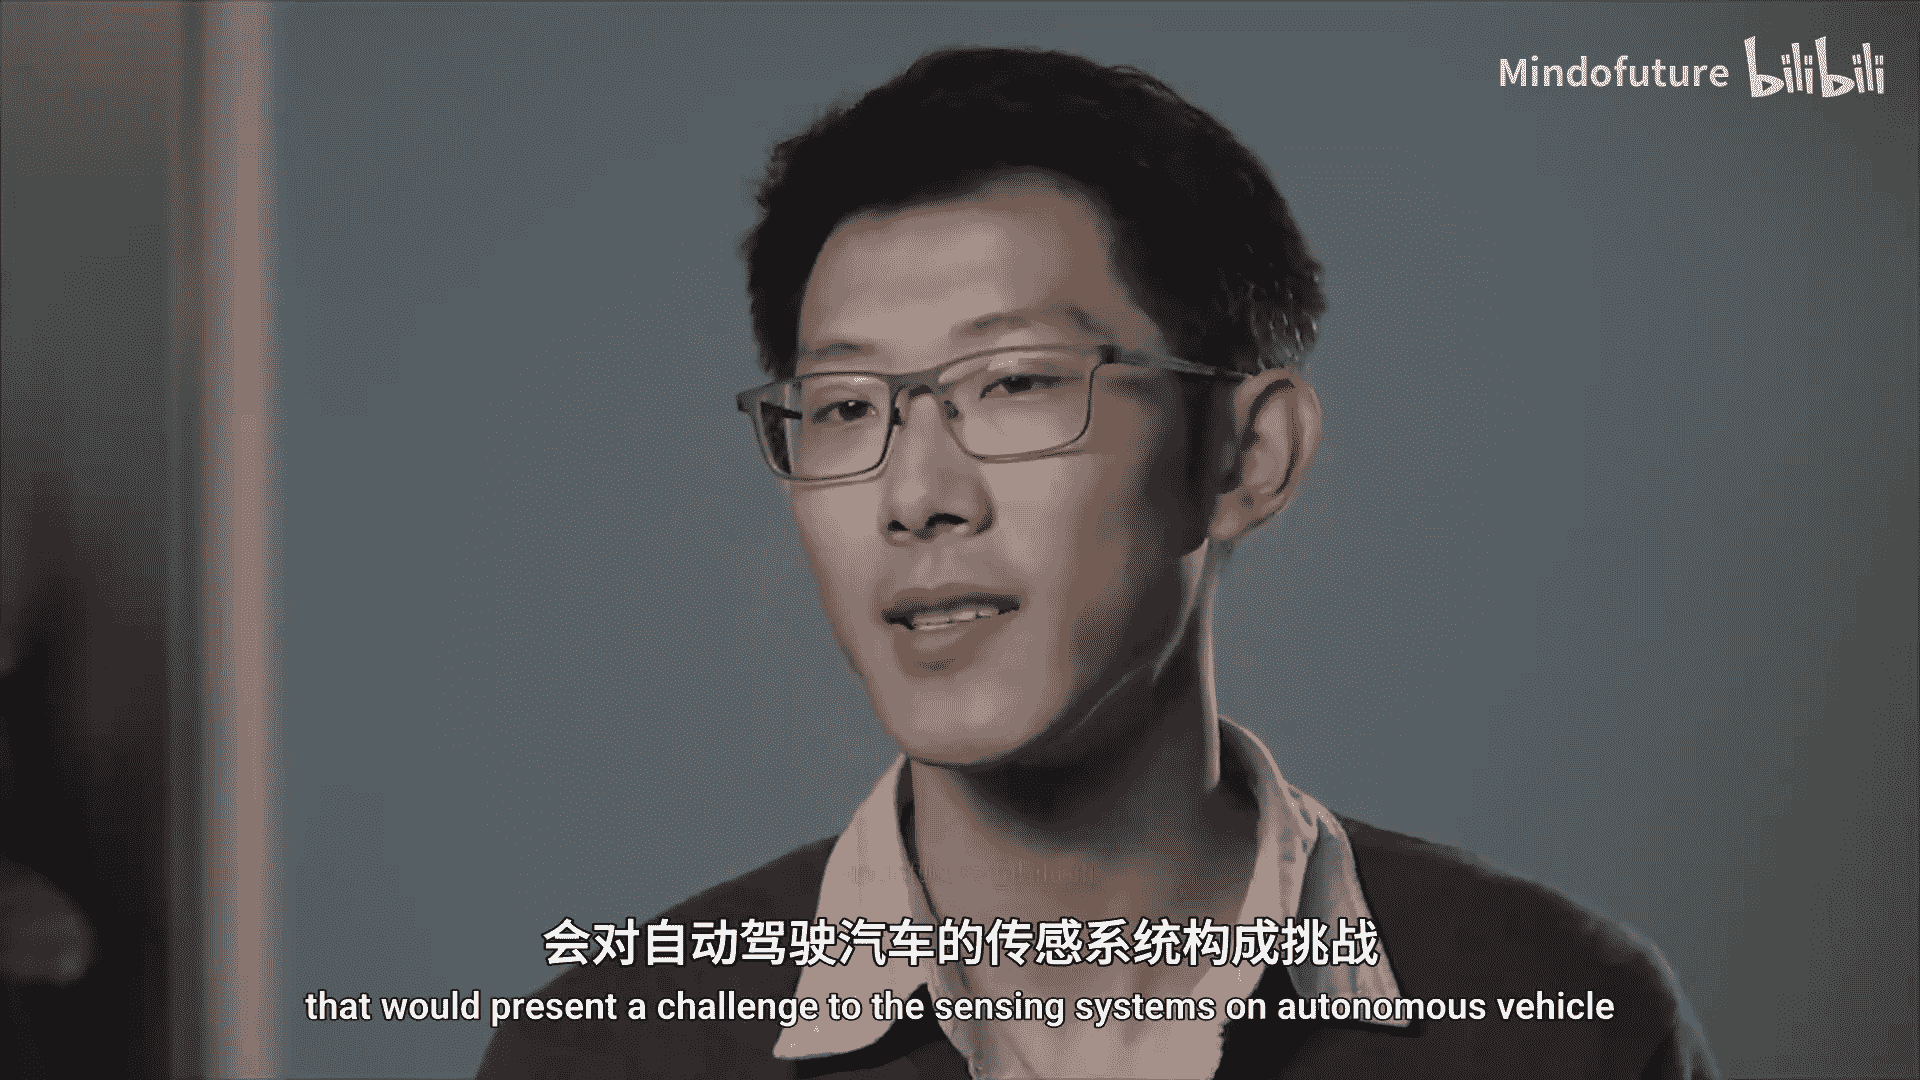 Mindofuture bilibili
会对自动驾驶汽车的传感系统构成挑战
that would present a challenge to the sensing systems on autonomous vehicle